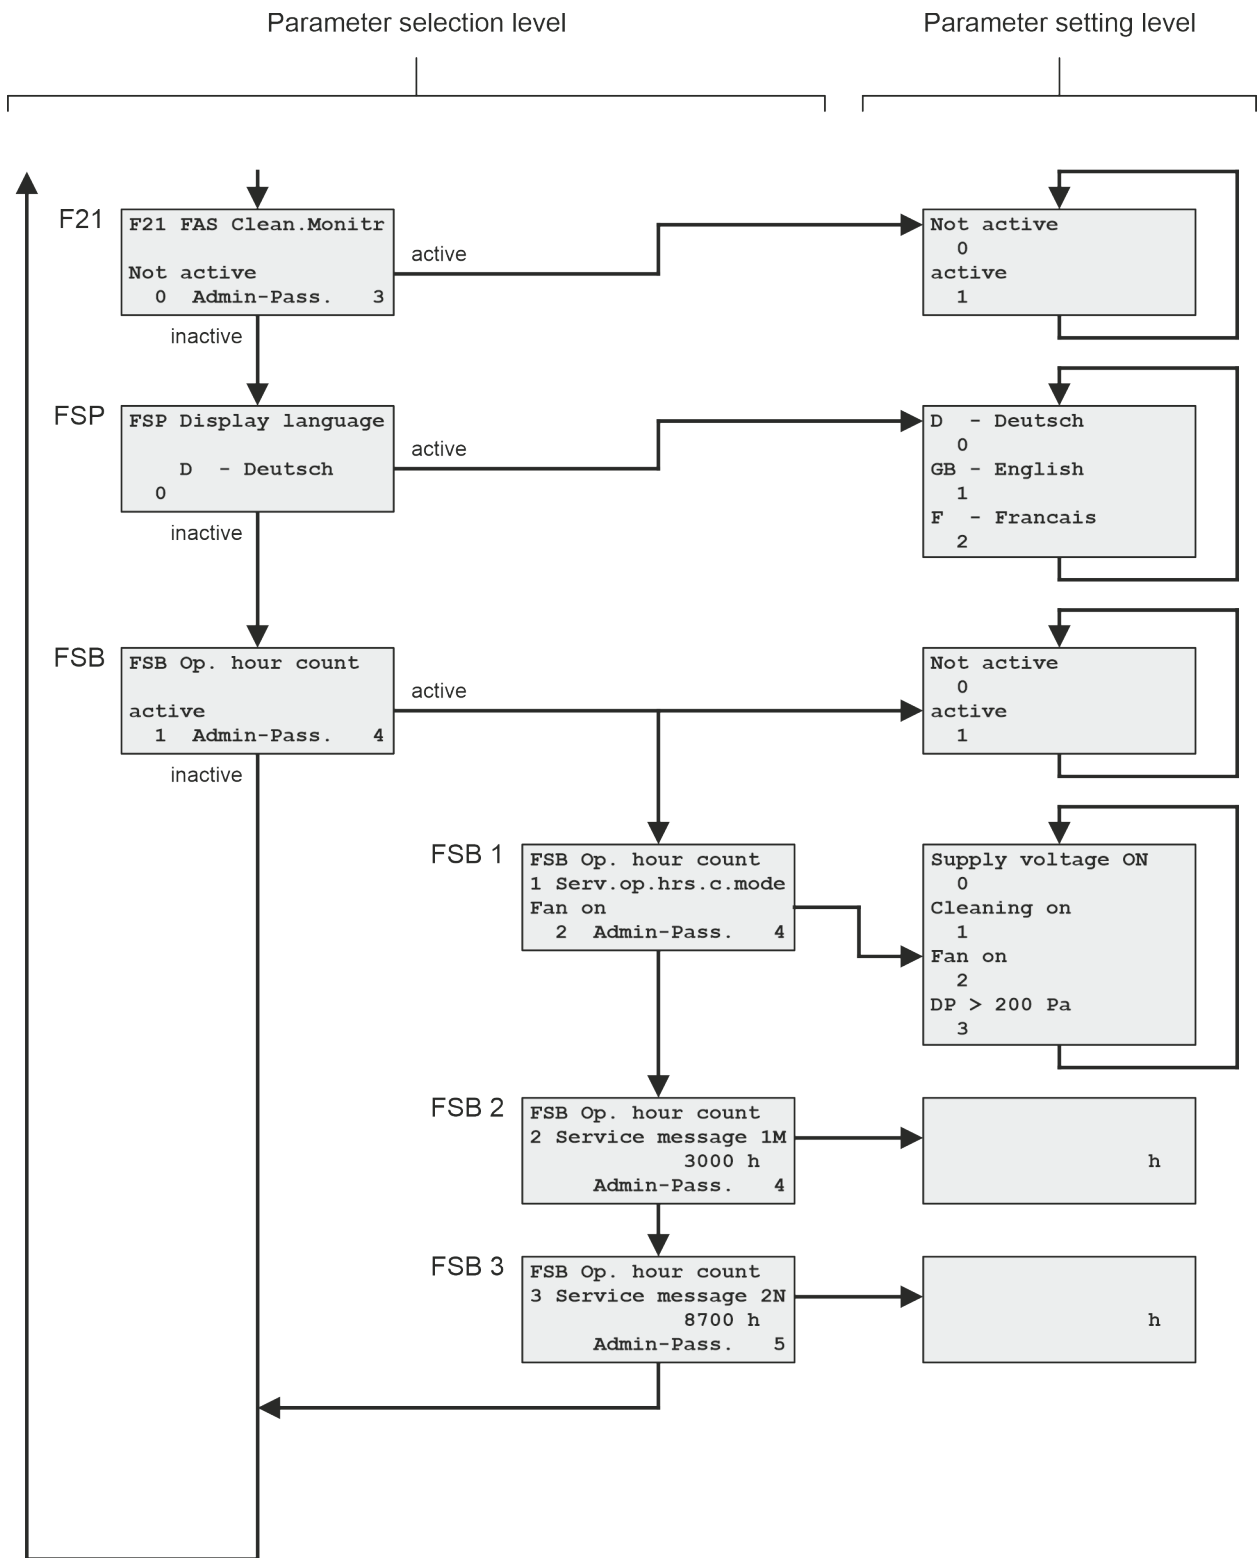 Parameter selection level
Parameter setting level
F21
F21 FAS Clean.Monitr
Not active
0 Admin-Pass. 3
active
inactive
Not active
0
active
1
FSP
FSP Display language
D - Deutsch
0
active
inactive
D - Deutsch
0
GB - English
1
F - Francais
2
FSB
FSB Op. hour count
active
1 Admin-Pass. 4
active
inactive
Not active
0
active
1
FSB 1
FSB Op. hour count
1 Serv.op.hrs.c.mode
Fan on
2 Admin-Pass. 4
Supply voltage ON
0
Cleaning on
1
Fan on
2
DP > 200 Pa
3
FSB 2
FSB Op. hour count
2 Service message 1M
3000 h
Admin-Pass. 4
h
FSB 3
FSB Op. hour count
3 Service message 2N
8700 h
Admin-Pass. 5
h